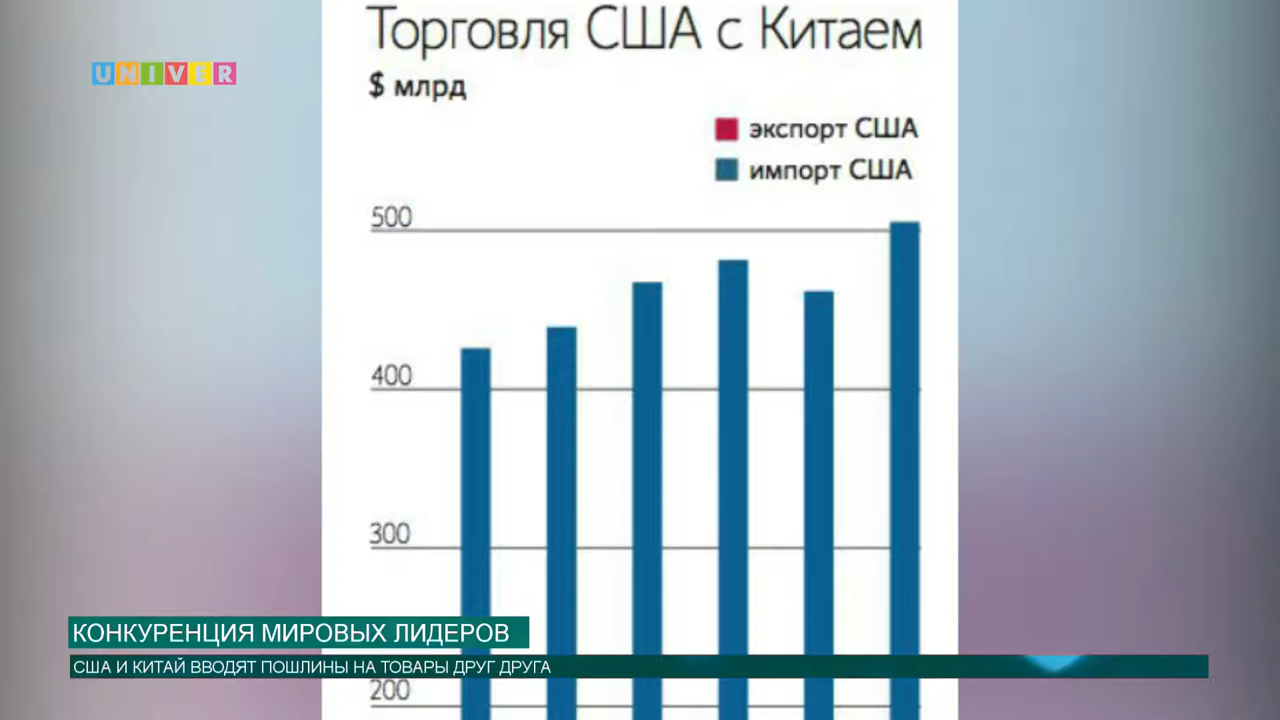 Торговля США с Китаем
UNIVER
$ млрд
экспорт США
импорт США
500
400
300
КОНКУРЕНЦИЯ МИРОВЫХ ЛИДЕРОВ
США И КИТАЙ ВВОДЯТ ПОШЛИНЫ НА ТОВАРЫ ДРУГ ДРУГА
200